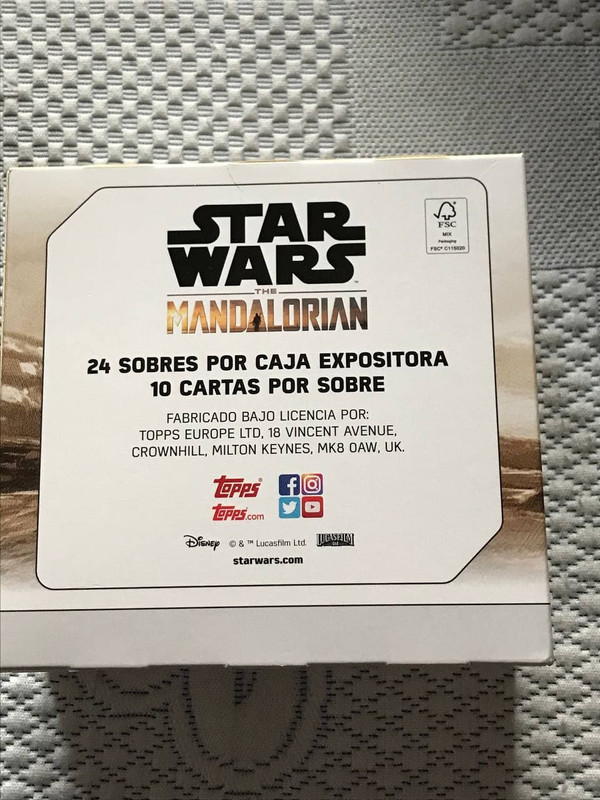 STAR
WARS™
THE
MANDALORIAN
FSC
MIX
Packaging
FSC® C115020
24 SOBRES POR CAJA EXPOSITORA
10 CARTAS POR SOBRE
FABRICADO BAJO LICENCIA POR:
TOPPS EUROPE LTD, 18 VINCENT AVENUE,
CROWNHILL, MILTON KEYNES, MK8 0AW, UK.
topps®
topps.com
Disney © & ™ Lucasfilm Ltd. LUCASFILM
starwars.com